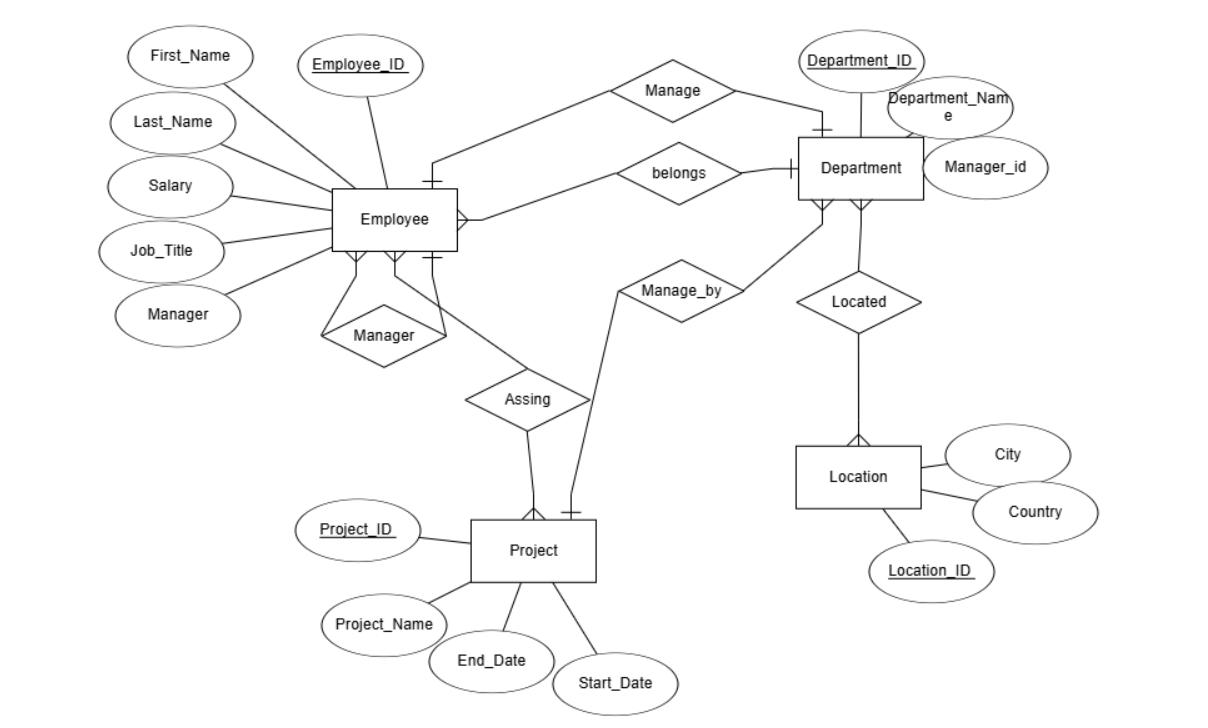 First_Name
Employee_ID
Department_ID
Manage
Department_Nam
e
Last_Name
Department
Manager_id
belongs
Salary
Employee
Job_Title
Manage_by
Located
Manager
Manager
Assing
City
Location
Country
Project_ID
Project
Location_ID
Project_Name
End_Date
Start_Date